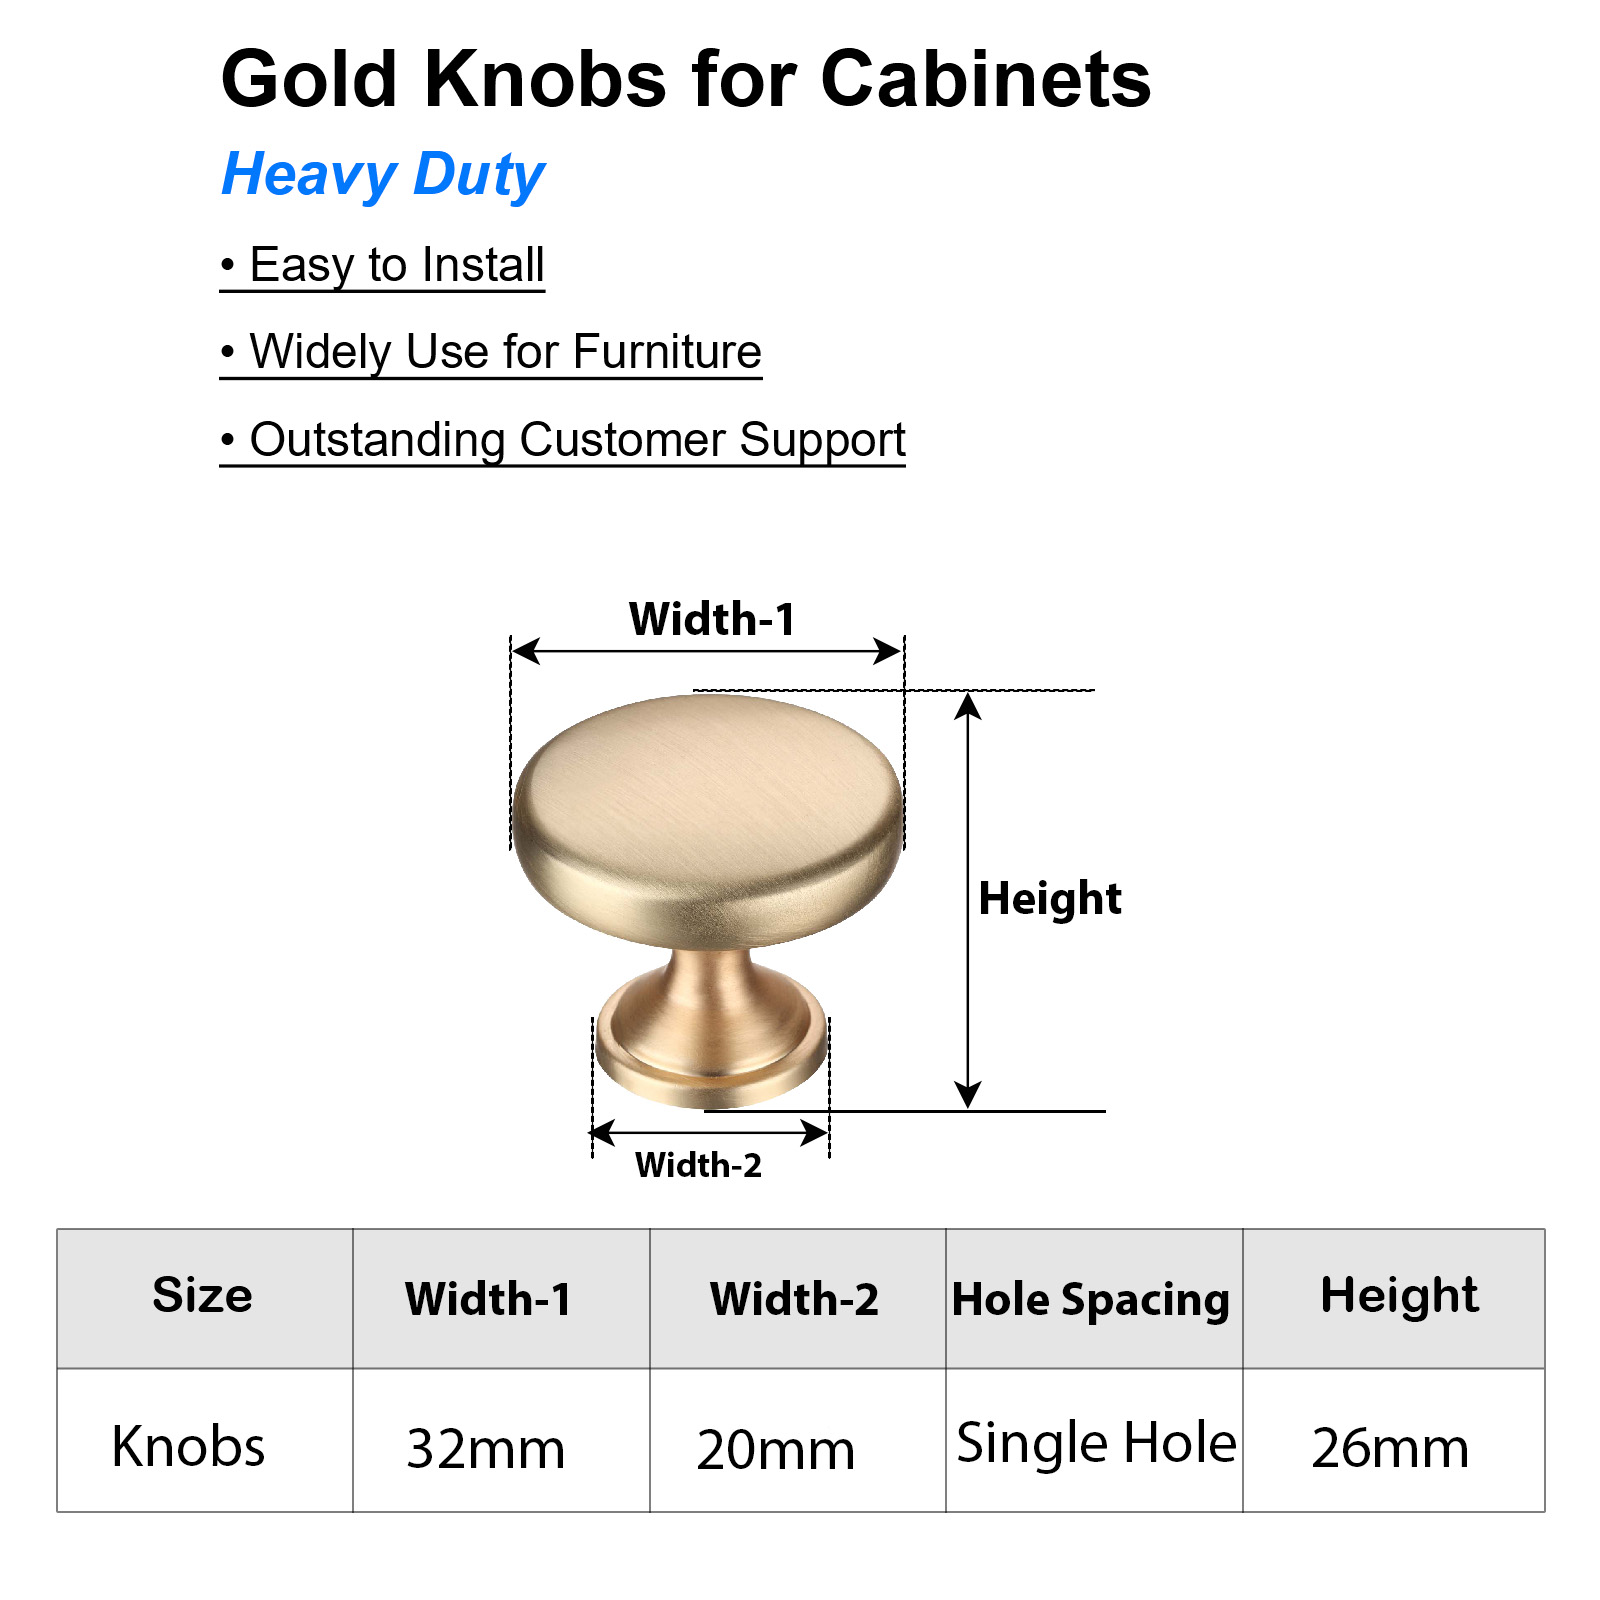 Gold Knobs for Cabinets
Heavy Duty
• Easy to Install
• Widely Use for Furniture
• Outstanding Customer Support
Width-1
Height
Width-2
Size Width-1 Width-2 Hole Spacing Height
Knobs 32mm 20mm Single Hole 26mm